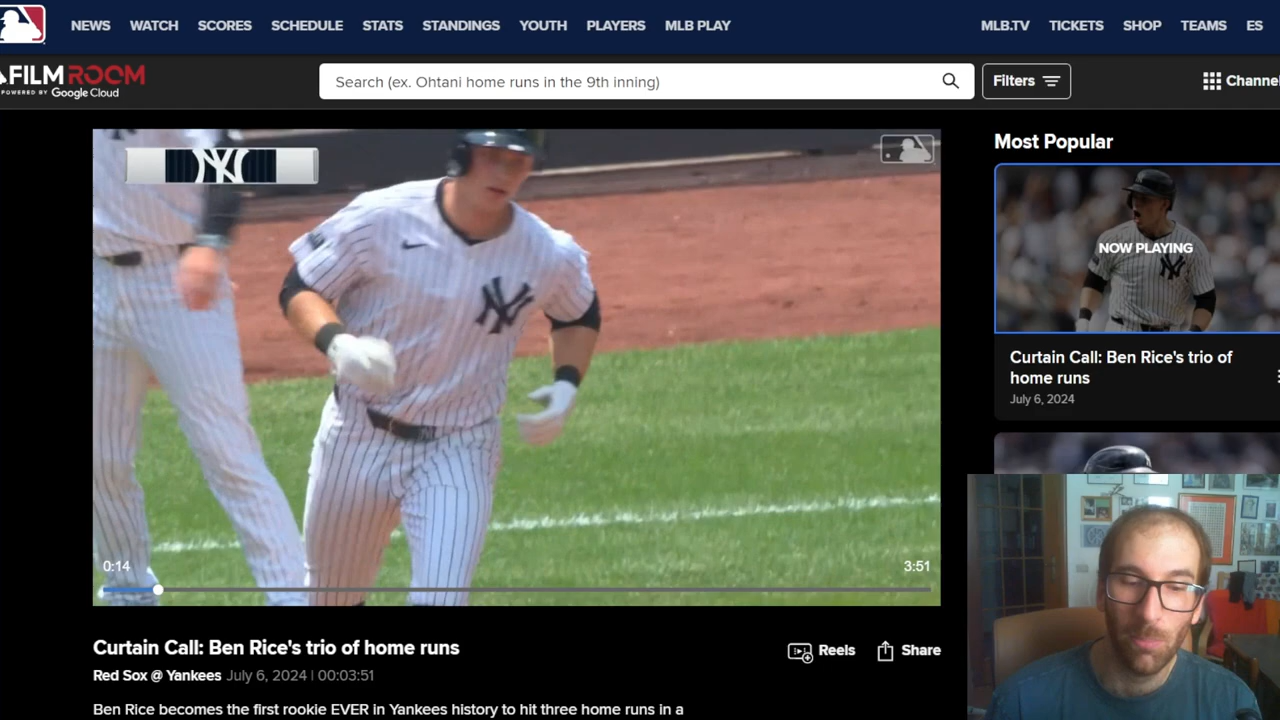 NEWS WATCH SCORES SCHEDULE STATS STANDINGS YOUTH PLAYERS MLB PLAY MLB.TV TICKETS SHOP TEAMS ES
FILM ROOM
POWERED BY Google Cloud
Search (ex. Ohtani home runs in the 9th inning)
Filters
Channel
Most Popular
NY
NOW PLAYING
NY
Curtain Call: Ben Rice's trio of
home runs
July 6, 2024
0:14
3:51
Curtain Call: Ben Rice's trio of home runs
Reels
Share
Red Sox @ Yankees July 6, 2024 | 00:03:51
Ben Rice becomes the first rookie EVER in Yankees history to hit three home runs in a